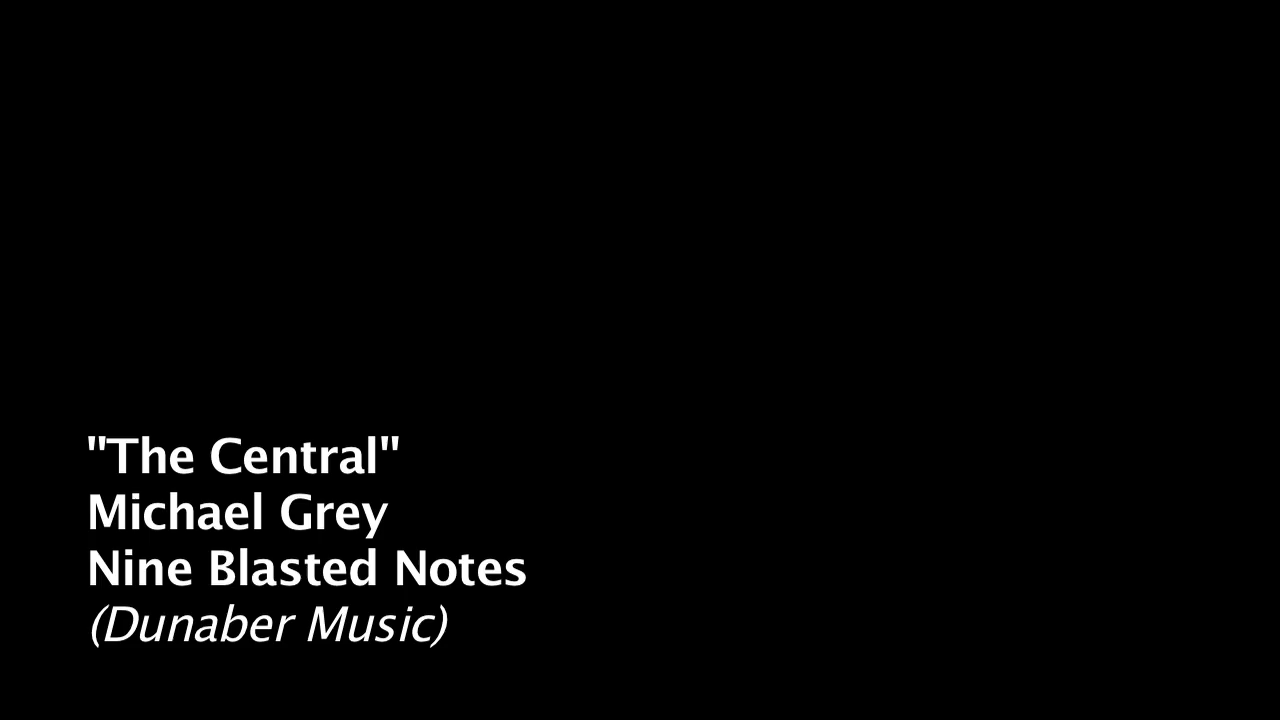 "The Central"
Michael Grey
Nine Blasted Notes
(Dunaber Music)